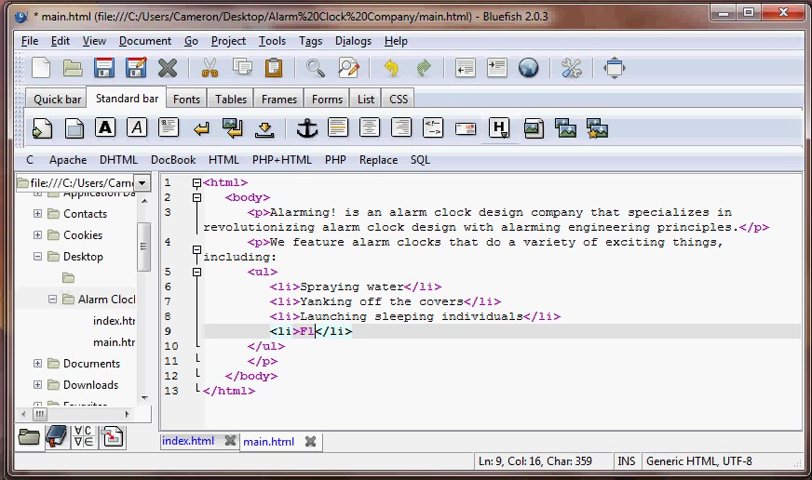 * main.html (file:///C:/Users/Cameron/Desktop/Alarm%20Clock%20Company/main.html) - Bluefish 2.0.3
File Edit View Document Go Project Tools Tags Dialogs Help
Quick bar Standard bar Fonts Tables Frames Forms List CSS
C Apache DHTML DocBook HTML PHP+HTML PHP Replace SQL
file:///C:/Users/Came
Application Da
Contacts
Cookies
Desktop
Alarm Cloc
index.htm
main.htm
Documents
Downloads
Favorites
1 <html>
2 <body>
3 <p>Alarming! is an alarm clock design company that specializes in
revolutionizing alarm clock design with alarming engineering principles.</p>
4 <p>We feature alarm clocks that do a variety of exciting things,
including:
5 <ul>
6 <li>Spraying water</li>
7 <li>Yanking off the covers</li>
8 <li>Launching sleeping individuals</li>
9 <li>Fl</li>
10 </ul>
11 </p>
12 </body>
13 </html>
index.html main.html
Ln: 9, Col: 16, Char: 359 INS Generic HTML, UTF-8